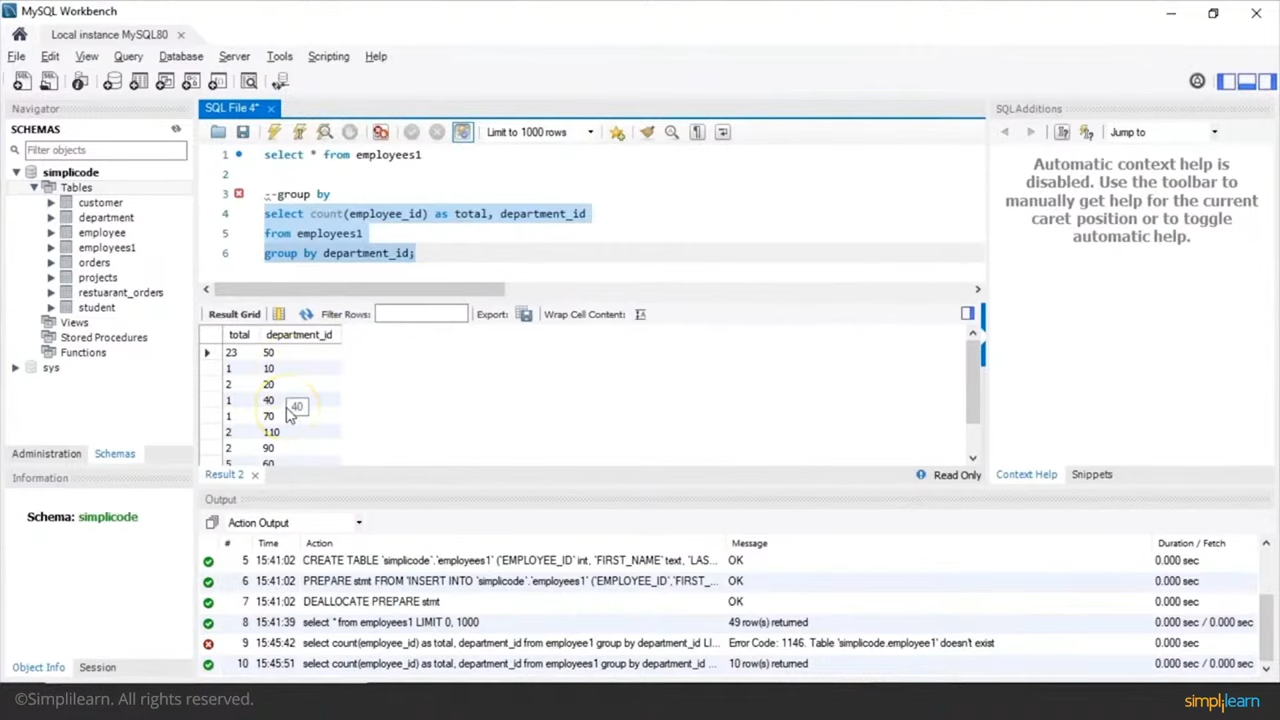 MySQL Workbench
Local instance MySQL80
File Edit View Query Database Server Tools Scripting Help
Navigator
SCHEMAS
Filter objects
simplicode
Tables
customer
department
employee
employees1
orders
projects
restuarant_orders
student
Views
Stored Procedures
Functions
sys
Administration Schemas
Information
Schema: simplicode
Object Info Session
SQL File 4*
Limit to 1000 rows
1 select * from employees1
2
3 --group by
4 select count(employee_id) as total, department_id
5 from employees1
6 group by department_id;
Result Grid Filter Rows: Export: Wrap Cell Content:
total department_id
23 50
1 10
2 20
1 40
40
1 70
2 110
2 90
5 60
Result 2 Read Only
SQLAdditions
Jump to
Automatic context help is
disabled. Use the toolbar to
manually get help for the current
caret position or to toggle
automatic help.
Context Help Snippets
Output
Action Output
# Time Action Message Duration / Fetch
5 15:41:02 CREATE TABLE `simplicode`.`employees1` (`EMPLOYEE_ID` int, `FIRST_NAME` text, `LAS... OK 0.000 sec
6 15:41:02 PREPARE stmt FROM 'INSERT INTO `simplicode`.`employees1` (`EMPLOYEE_ID`,`FIRST_... OK 0.000 sec
7 15:41:02 DEALLOCATE PREPARE stmt OK 0.000 sec
8 15:41:39 select * from employees1 LIMIT 0, 1000 49 row(s) returned 0.000 sec / 0.000 sec
9 15:45:42 select count(employee_id) as total, department_id from employee1 group by department_id LI... Error Code: 1146. Table 'simplicode.employee1' doesn't exist 0.000 sec
10 15:45:51 select count(employee_id) as total, department_id from employees1 group by department_id ... 10 row(s) returned 0.000 sec / 0.000 sec
©Simplilearn. All rights reserved.
simplilearn